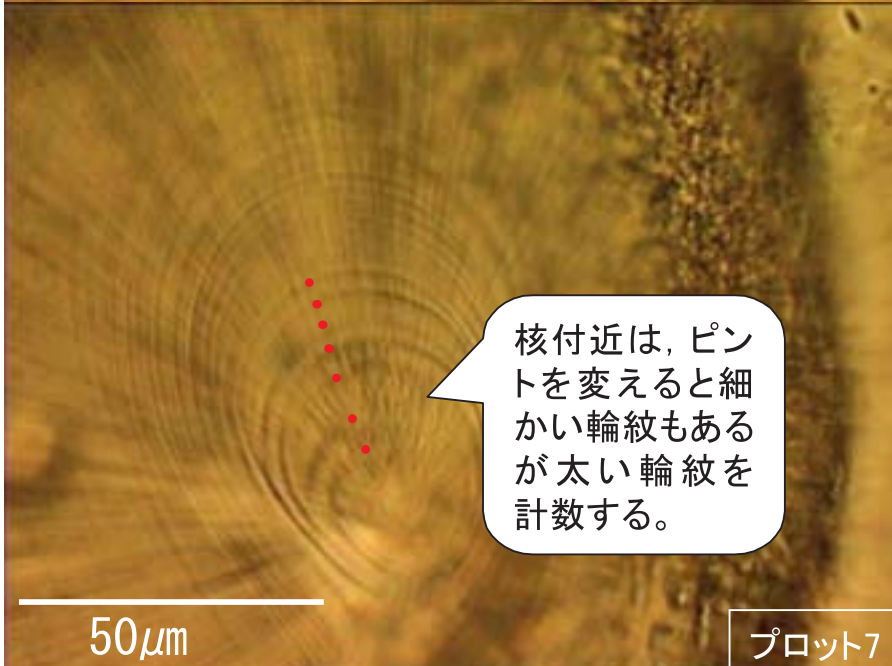 核付近は，ピン
トを変えると細
かい輪紋もある
が太い輪紋を
計数する。
50μm
プロット7